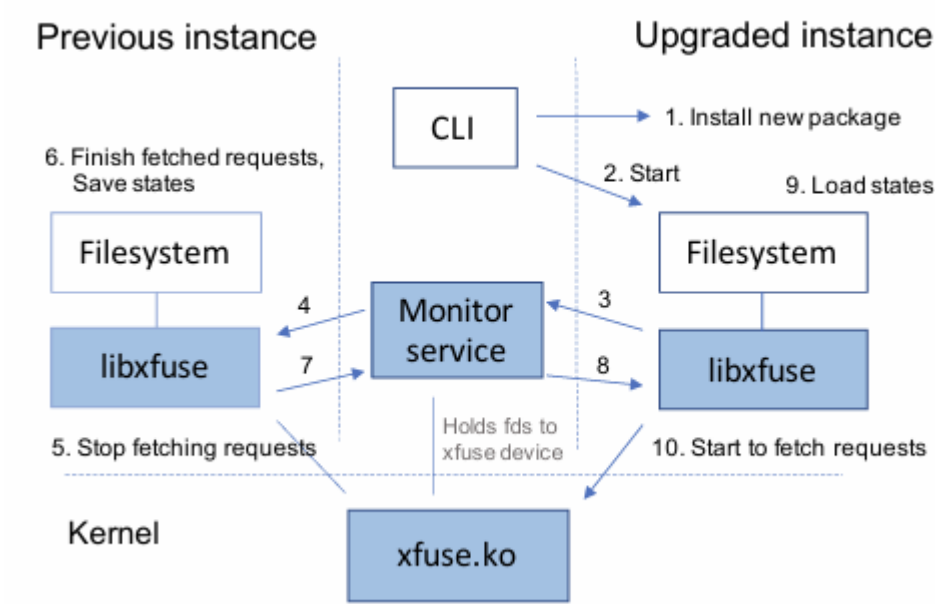 Previous instance
Upgraded instance
CLI
1. Install new package
6. Finish fetched requests,
Save states
2. Start
9. Load states
Filesystem
Filesystem
4
Monitor
service
3
libxfuse
7
8
libxfuse
5. Stop fetching requests
Holds fds to
xfuse device
10. Start to fetch requests
Kernel
xfuse.ko